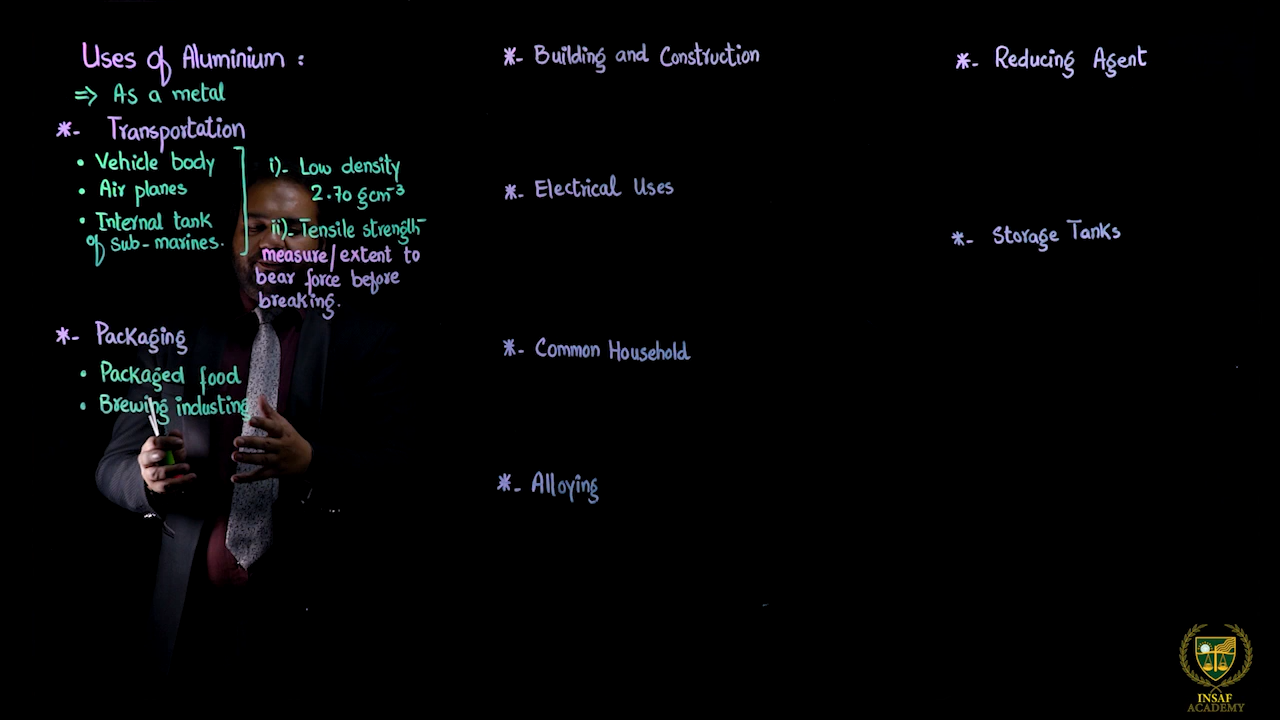 Uses of Aluminium :
⇒ As a metal
*- Transportation
• Vehicle body
• Air planes
• Internal tank
of Sub-marines.
i)- Low density
2.70 gcm⁻³
ii)- Tensile strength
measure/extent to
bear force before
breaking.
*- Packaging
• Packaged food
• Brewing industing
*- Building and Construction
*- Electrical Uses
*- Common Household
*- Alloying
*- Reducing Agent
*- Storage Tanks
INSAF
ACADEMY